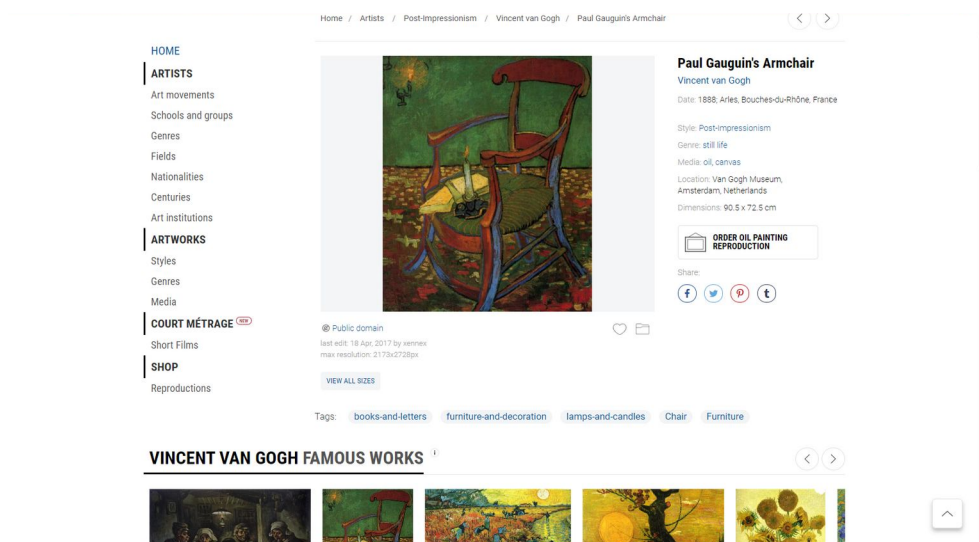 Home / Artists / Post-Impressionism / Vincent van Gogh / Paul Gauguin's Armchair
HOME
ARTISTS
Art movements
Schools and groups
Genres
Fields
Nationalities
Centuries
Art institutions
ARTWORKS
Styles
Genres
Media
COURT MÉTRAGE NEW
Short Films
SHOP
Reproductions
Paul Gauguin's Armchair
Vincent van Gogh
Date: 1888; Arles, Bouches-du-Rhône, France
Style: Post-Impressionism
Genre: still life
Media: oil, canvas
Location: Van Gogh Museum,
Amsterdam, Netherlands
Dimensions: 90.5 x 72.5 cm
ORDER OIL PAINTING
REPRODUCTION
Share:
Public domain
last edit: 18 Apr, 2017 by xennex
max resolution: 2173x2728px
VIEW ALL SIZES
Tags: books-and-letters furniture-and-decoration lamps-and-candles Chair Furniture
VINCENT VAN GOGH FAMOUS WORKS